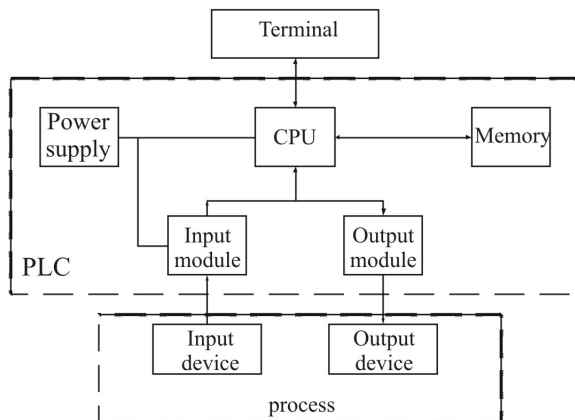 Terminal
Power
supply
CPU
Memory
Input
module
Output
module
PLC
Input
device
Output
device
process